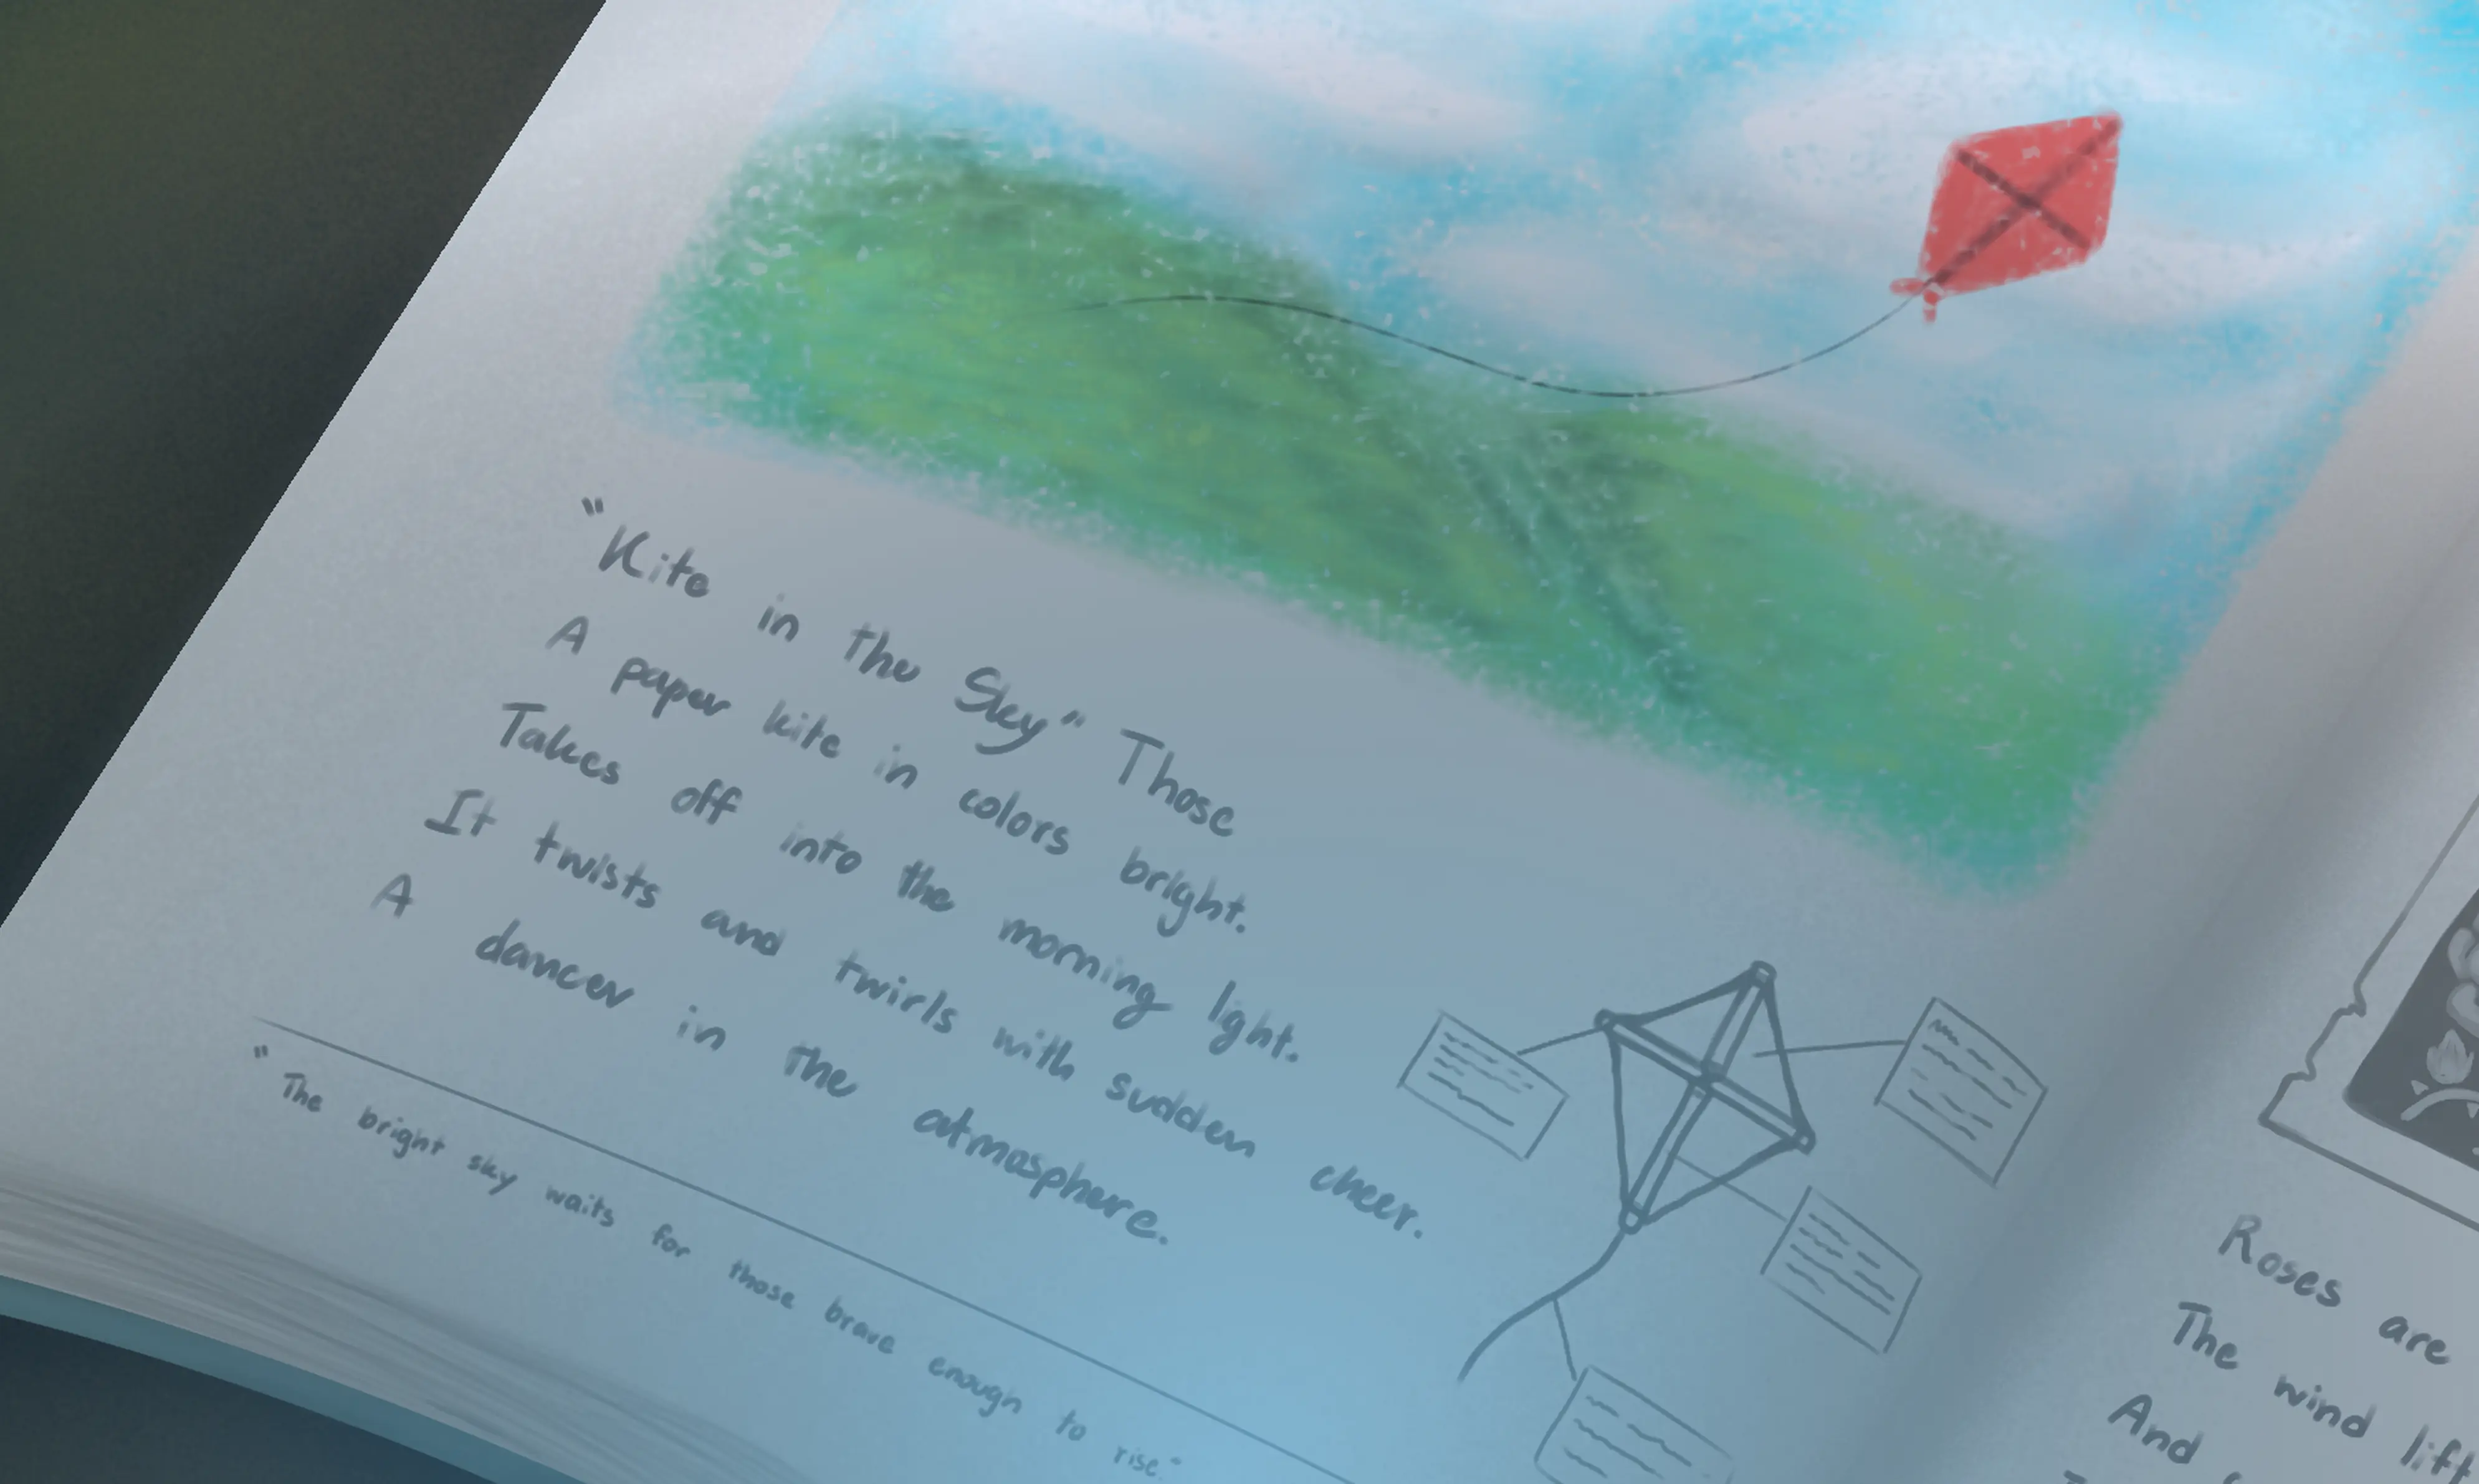 "Kite in the Sky" Those
A paper kite in colors bright.
Takes off into the morning light.
It twists and twirls with sudden cheer.
A dancer in the atmosphere.
"The bright sky waits for those brave enough to rise."
Roses are
The wind lift
And